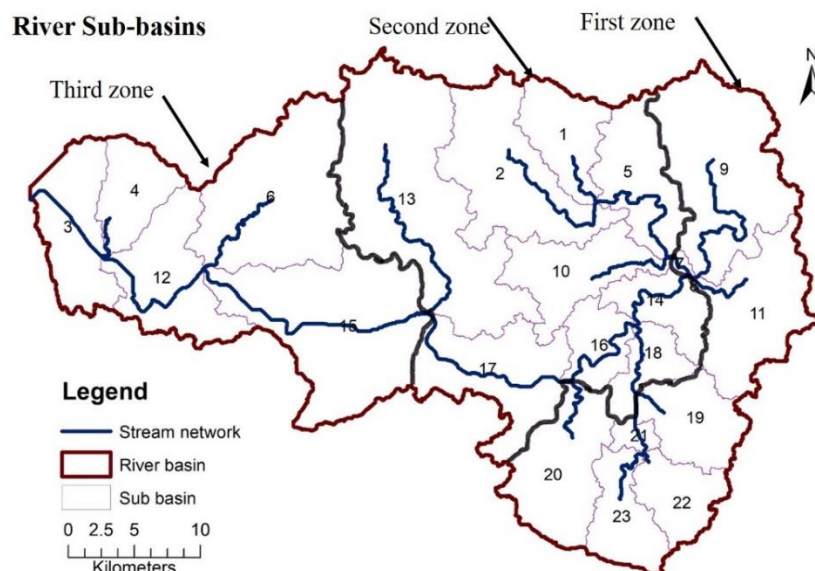 River Sub-basins
Second zone
First zone
Third zone
N
1
2
5
9
4
6
13
3
7
10
8
12
14
11
15
16
18
17
19
21
20
22
23
Legend
Stream network
River basin
Sub basin
0 2.5 5 10
Kilometers